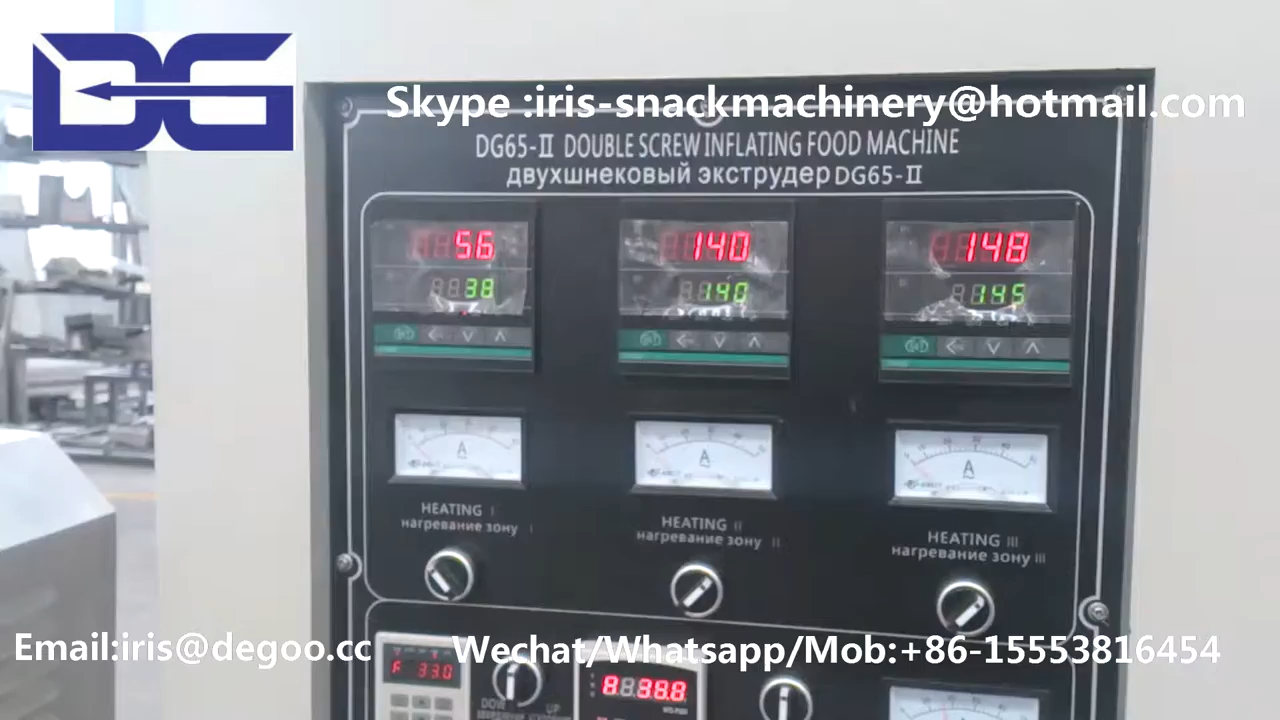 DG
Skype :iris-snackmachinery@hotmail.com
DG65-II DOUBLE SCREW INFLATING FOOD MACHINE
двухшнековый экструдер DG65-II
56 140 148
38 140 145
A A A
HEATING I HEATING II HEATING III
нагревание зону I нагревание зону II нагревание зону III
Email:iris@degoo.cc Wechat/Whatsapp/Mob:+86-15553816454
F 33.0
DOW UP